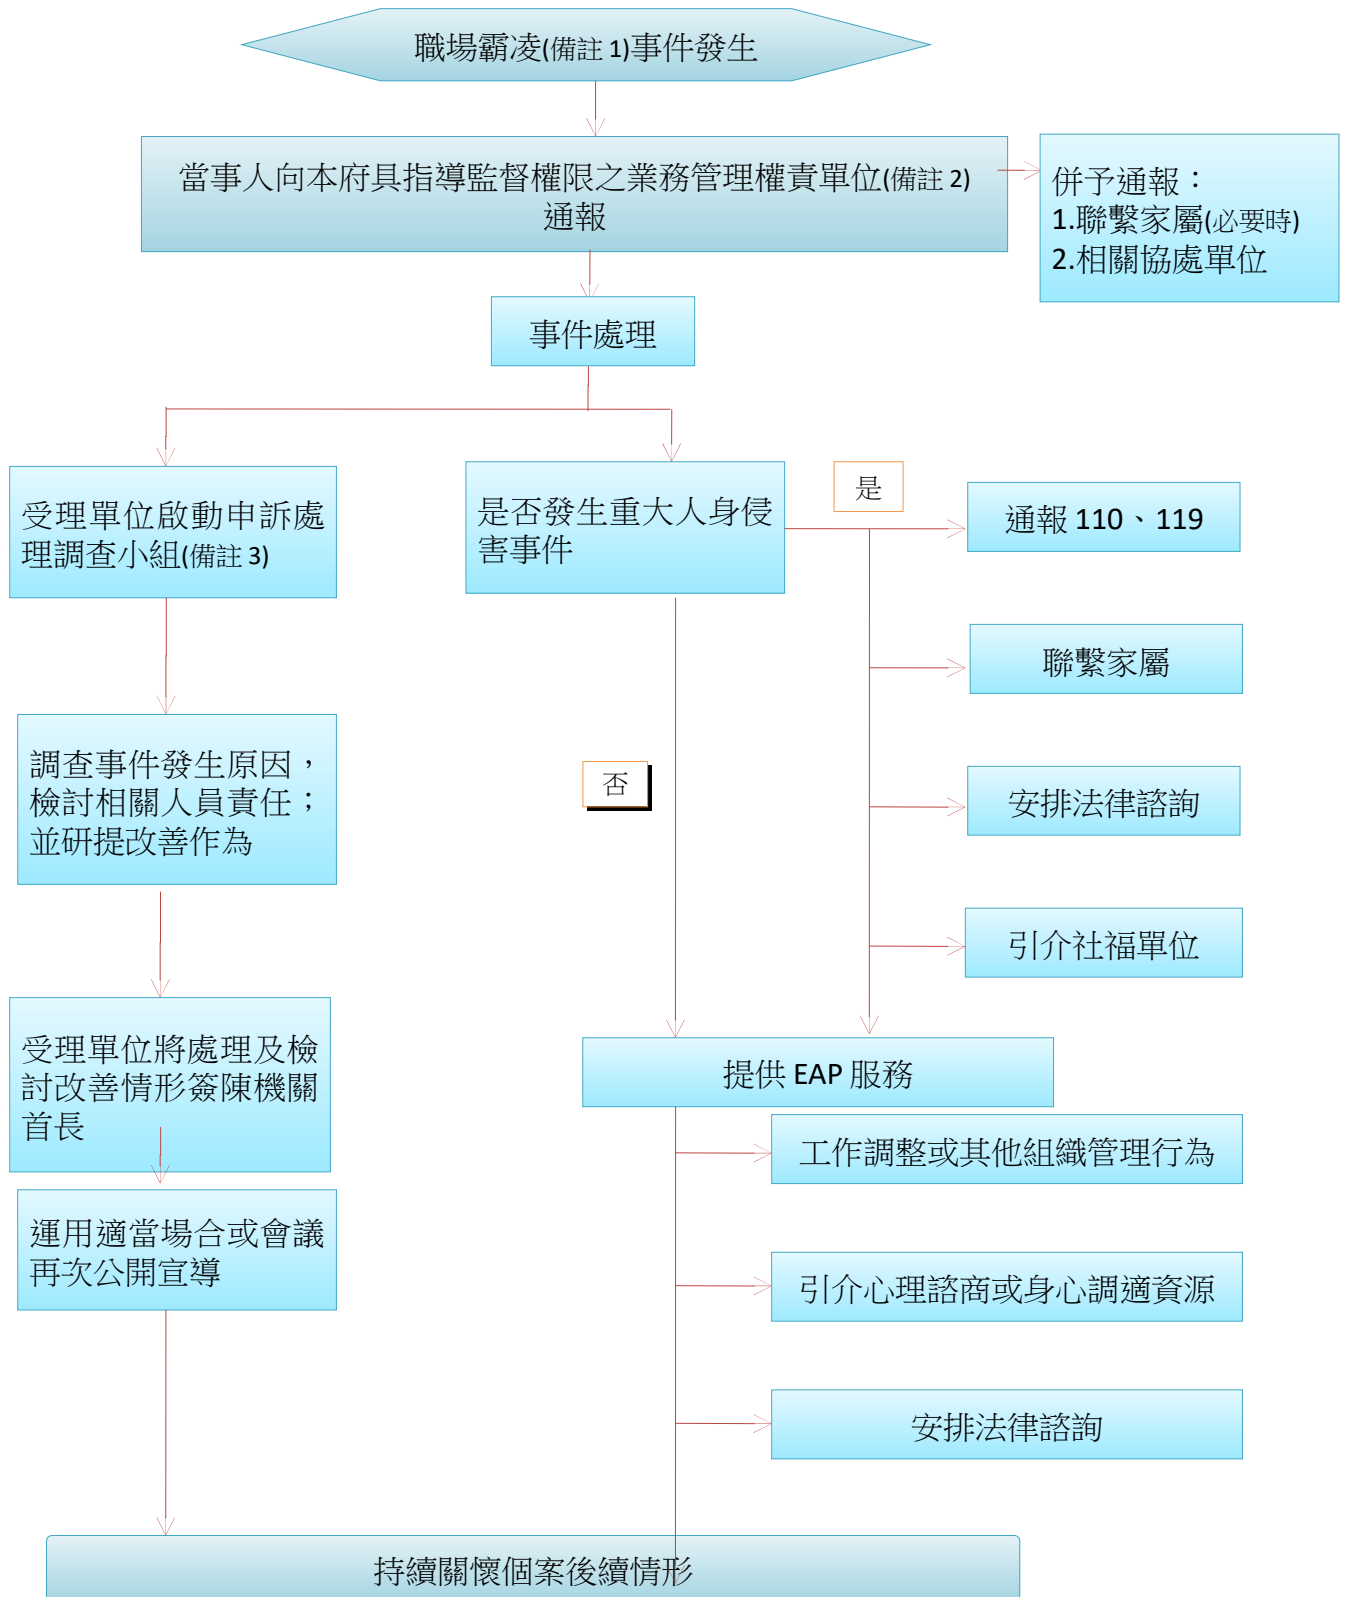 職場霸凌(備註 1)事件發生
當事人向本府具指導監督權限之業務管理權責單位(備註 2)
通報
併予通報：
1.聯繫家屬(必要時)
2.相關協處單位
事件處理
受理單位啟動申訴處
理調查小組(備註 3)
是否發生重大人身侵
害事件
是
通報 110、119
聯繫家屬
調查事件發生原因，
檢討相關人員責任；
並研提改善作為
否
安排法律諮詢
引介社福單位
受理單位將處理及檢
討改善情形簽陳機關
首長
提供 EAP 服務
工作調整或其他組織管理行為
運用適當場合或會議
再次公開宣導
引介心理諮商或身心調適資源
安排法律諮詢
持續關懷個案後續情形